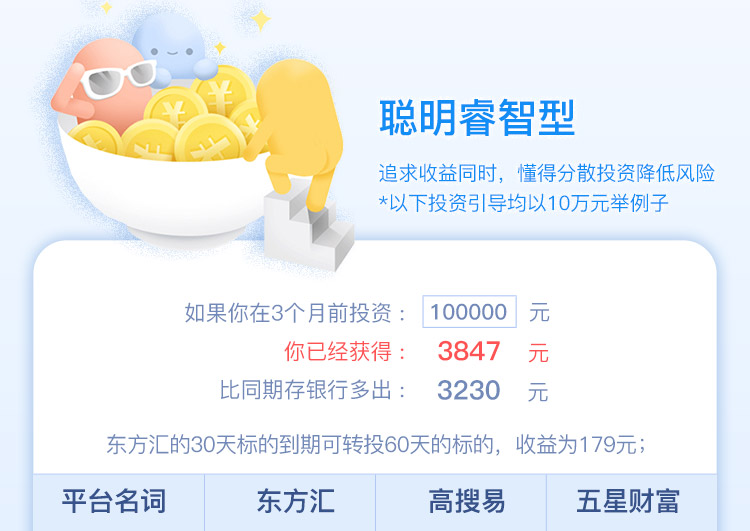 聪明睿智型
追求收益同时，懂得分散投资降低风险
*以下投资引导均以10万元举例子
如果你在3个月前投资： 100000 元
你已经获得： 3847 元
比同期存银行多出： 3230 元
东方汇的30天标的到期可转投60天的标的，收益为179元；
平台名词 东方汇 高搜易 五星财富